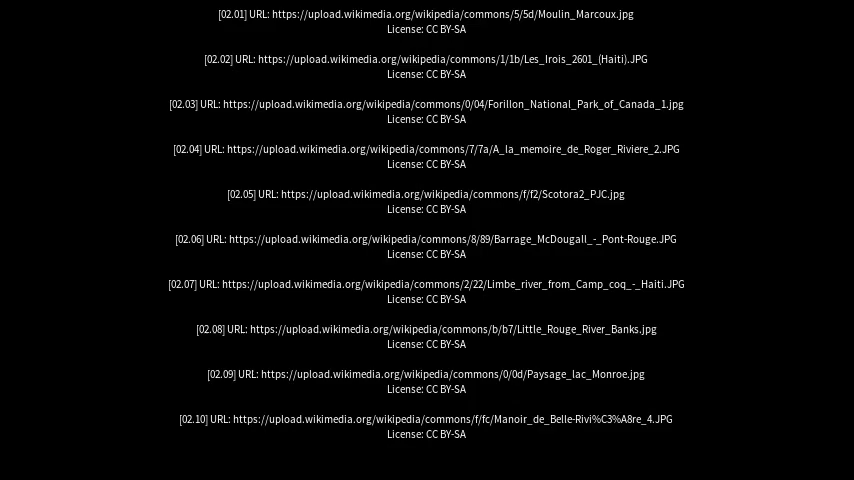 [02.01] URL: https://upload.wikimedia.org/wikipedia/commons/5/5d/Moulin_Marcoux.jpg
License: CC BY-SA
[02.02] URL: https://upload.wikimedia.org/wikipedia/commons/1/1b/Les_Irois_2601_(Haiti).JPG
License: CC BY-SA
[02.03] URL: https://upload.wikimedia.org/wikipedia/commons/0/04/Forillon_National_Park_of_Canada_1.jpg
License: CC BY-SA
[02.04] URL: https://upload.wikimedia.org/wikipedia/commons/7/7a/A_la_memoire_de_Roger_Riviere_2.JPG
License: CC BY-SA
[02.05] URL: https://upload.wikimedia.org/wikipedia/commons/f/f2/Scotora2_PJC.jpg
License: CC BY-SA
[02.06] URL: https://upload.wikimedia.org/wikipedia/commons/8/89/Barrage_McDougall_-_Pont-Rouge.JPG
License: CC BY-SA
[02.07] URL: https://upload.wikimedia.org/wikipedia/commons/2/22/Limbe_river_from_Camp_coq_-_Haiti.JPG
License: CC BY-SA
[02.08] URL: https://upload.wikimedia.org/wikipedia/commons/b/b7/Little_Rouge_River_Banks.jpg
License: CC BY-SA
[02.09] URL: https://upload.wikimedia.org/wikipedia/commons/0/0d/Paysage_lac_Monroe.jpg
License: CC BY-SA
[02.10] URL: https://upload.wikimedia.org/wikipedia/commons/f/fc/Manoir_de_Belle-Rivi%C3%A8re_4.JPG
License: CC BY-SA